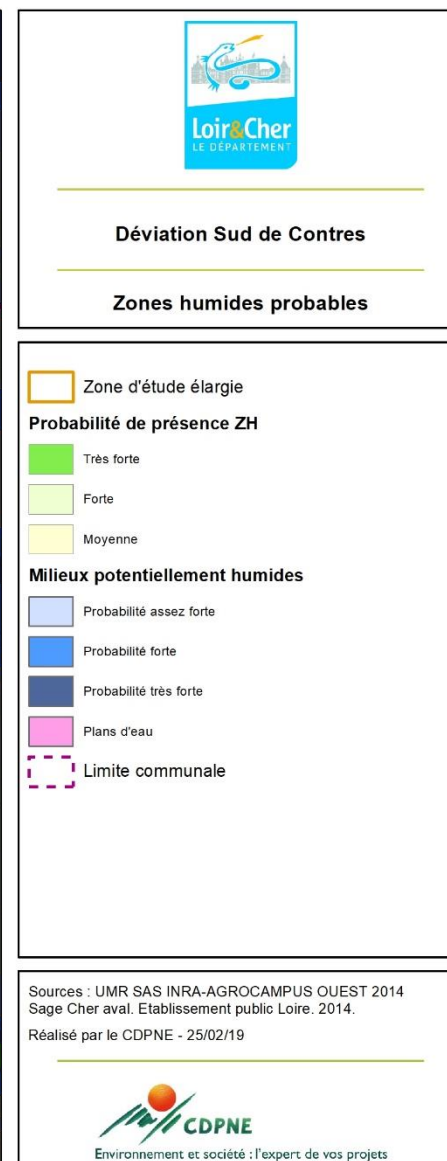 Loir&Cher
LE DÉPARTEMENT
Déviation Sud de Contres
Zones humides probables
Zone d'étude élargie
Probabilité de présence ZH
Très forte
Forte
Moyenne
Milieux potentiellement humides
Probabilité assez forte
Probabilité forte
Probabilité très forte
Plans d'eau
Limite communale
Sources : UMR SAS INRA-AGROCAMPUS OUEST 2014
Sage Cher aval. Etablissement public Loire. 2014.
Réalisé par le CDPNE - 25/02/19
CDPNE
Environnement et société : l'expert de vos projets